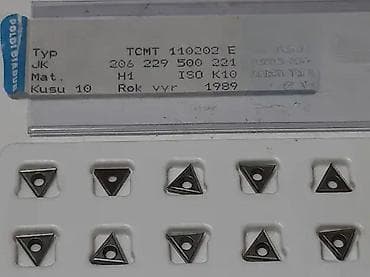 Typ TCMT 110202 E
JK 206 229 500 221
Mat. H1 ISO K10
Kusu 10 Rok vyr 1989